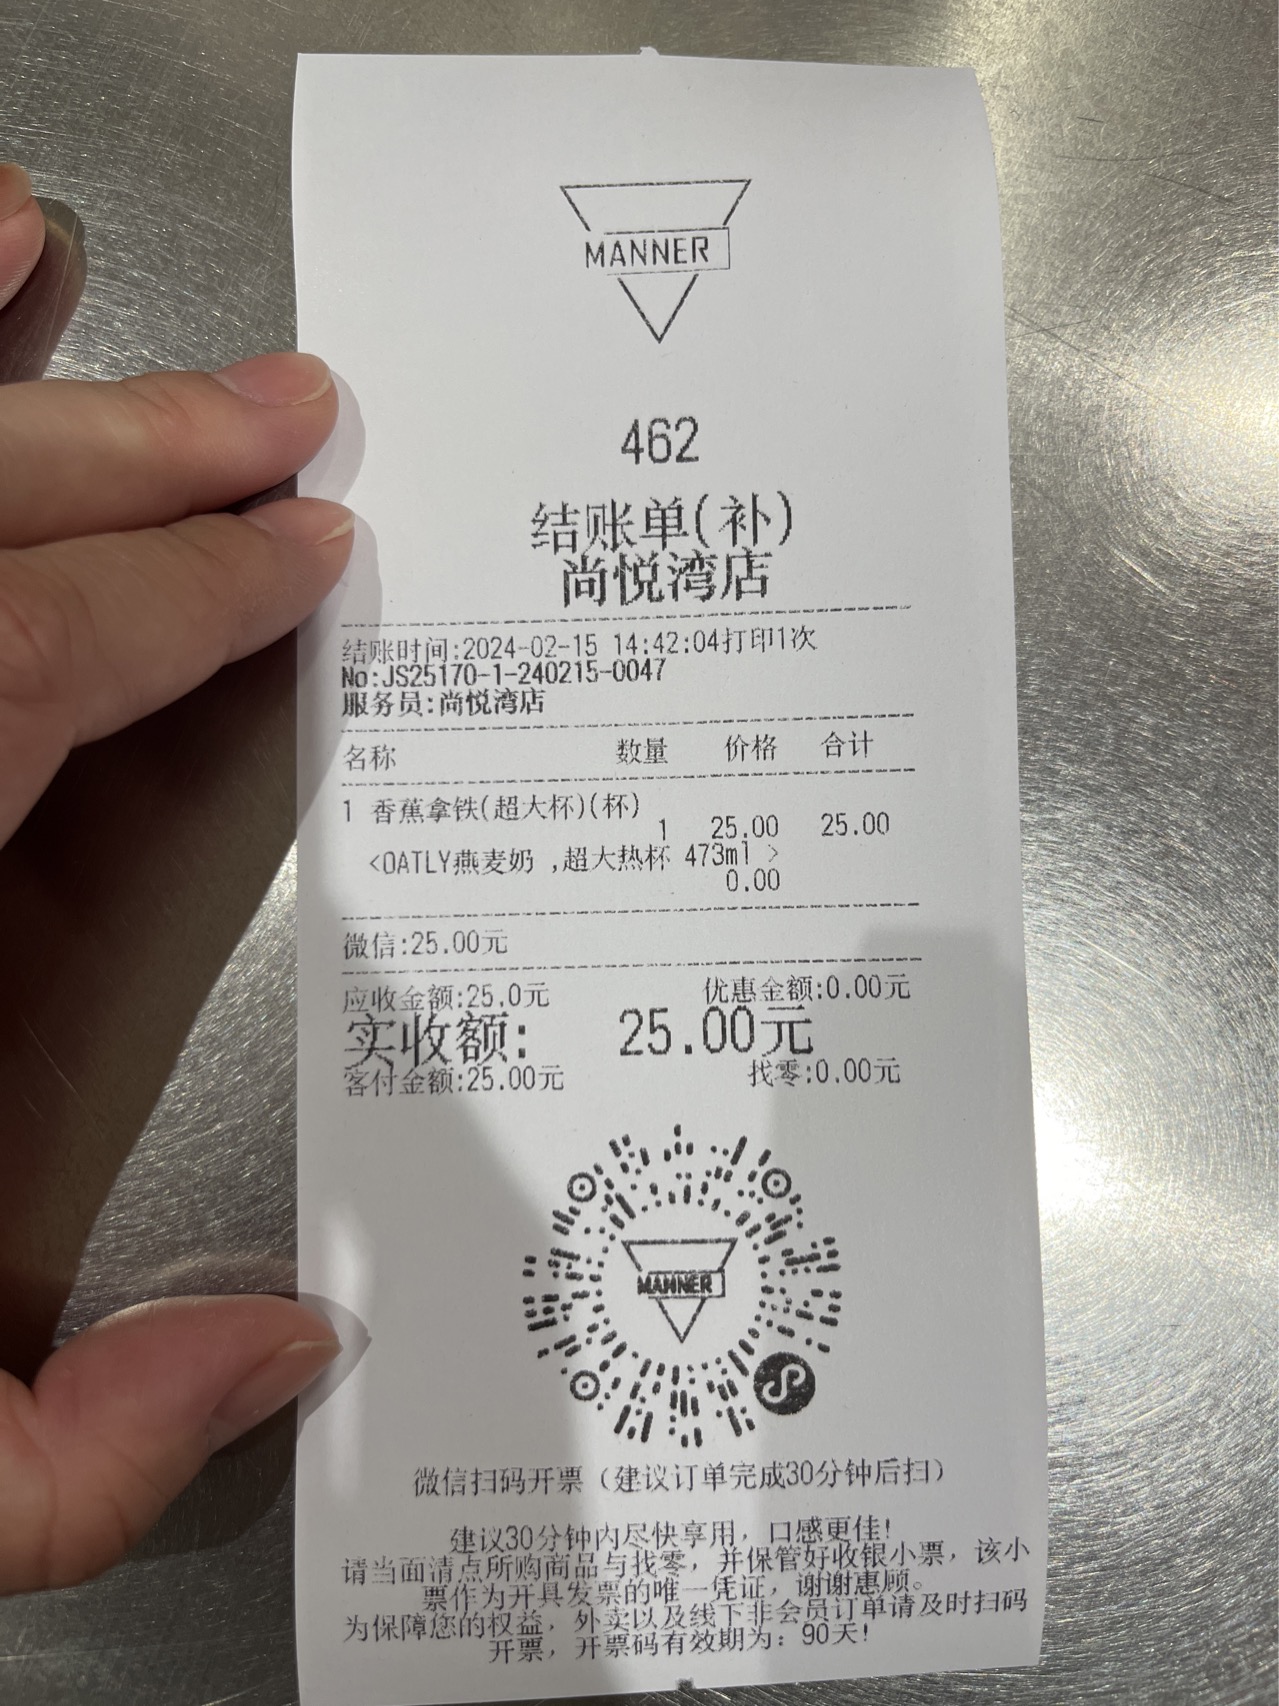 MANNER
462
结账单(补)
尚悦湾店
结账时间:2024-02-15 14:42:04打印1次
No:JS25170-1-240215-0047
服务员:尚悦湾店
名称 数量 价格 合计
1 香蕉拿铁(超大杯)(杯)
1 25.00 25.00
<OATLY燕麦奶 ,超大热杯 473ml >
0.00
微信:25.00元
应收金额:25.0元 优惠金额:0.00元
实收额: 25.00元
客付金额:25.00元 找零:0.00元
MANNER
微信扫码开票（建议订单完成30分钟后扫）
建议30分钟内尽快享用，口感更佳!
请当面清点所购商品与找零，并保管好收银小票，该小
票作为开具发票的唯一凭证，谢谢惠顾。
为保障您的权益，外卖以及线下非会员订单请及时扫码
开票，开票码有效期为：90天!